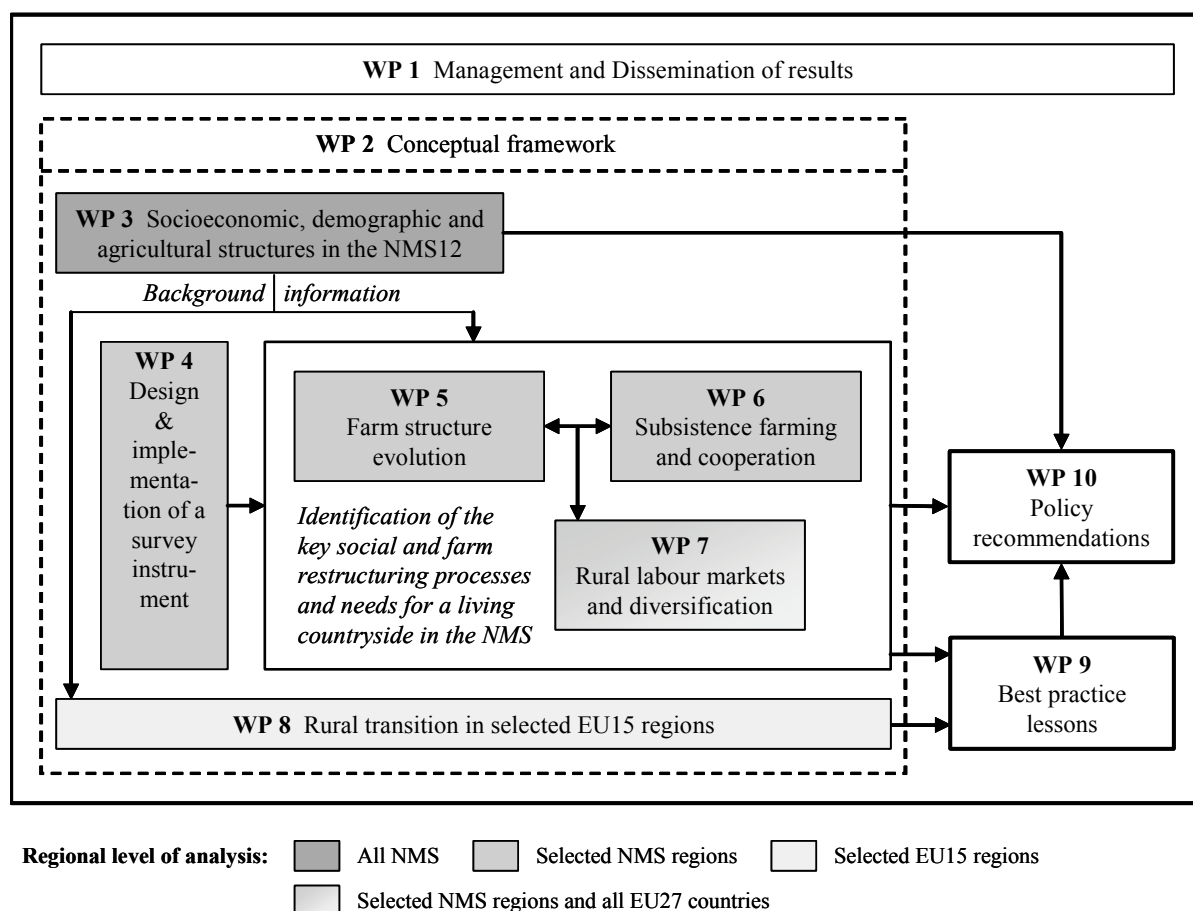 WP 1 Management and Dissemination of results
WP 2 Conceptual framework
WP 3 Socioeconomic, demographic and
agricultural structures in the NMS12
Background information
WP 4
Design
&
imple-
menta-
tion of a
survey
instru-
ment
WP 5
Farm structure
evolution
WP 6
Subsistence farming
and cooperation
Identification of the
key social and farm
restructuring processes
and needs for a living
countryside in the NMS
WP 7
Rural labour markets
and diversification
WP 10
Policy
recommendations
WP 9
Best practice
lessons
WP 8 Rural transition in selected EU15 regions
Regional level of analysis: All NMS Selected NMS regions Selected EU15 regions
Selected NMS regions and all EU27 countries